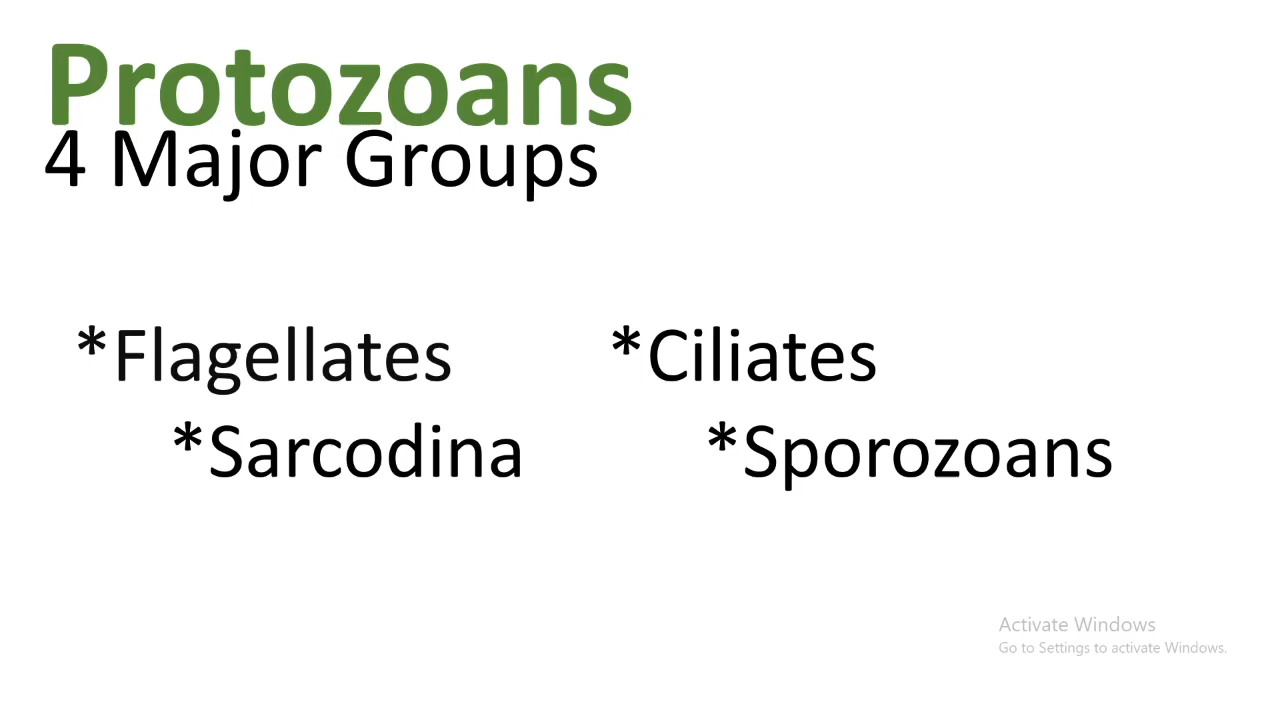 Protozoans
4 Major Groups
*Flagellates *Ciliates
*Sarcodina *Sporozoans
Activate Windows
Go to Settings to activate Windows.